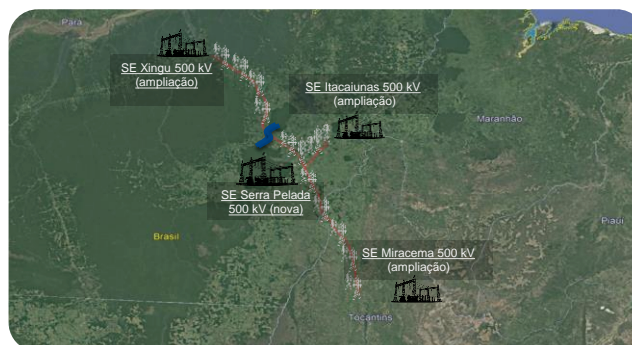 Pará
SE Xingu 500 kV
(ampliação)
SE Itacaiunas 500 kV
(ampliação)
Maranhão
SE Serra Pelada
500 kV (nova)
Piauí
Brasil
SE Miracema 500 kV
(ampliação)
Tocantins